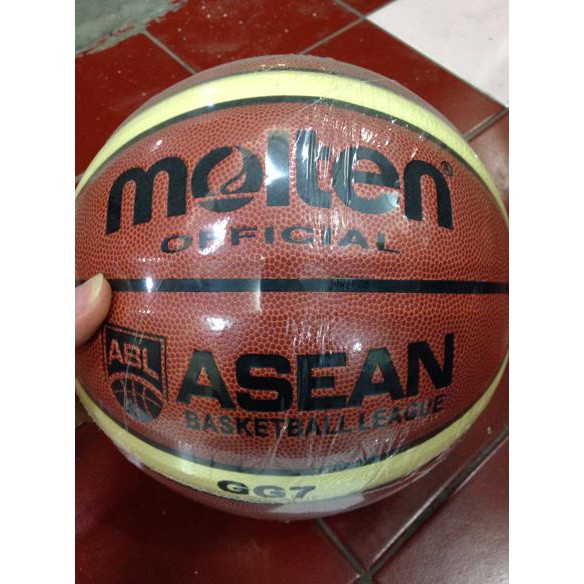 molten®
OFFICIAL
ABL
ASEAN
BASKETBALL LEAGUE
GG7